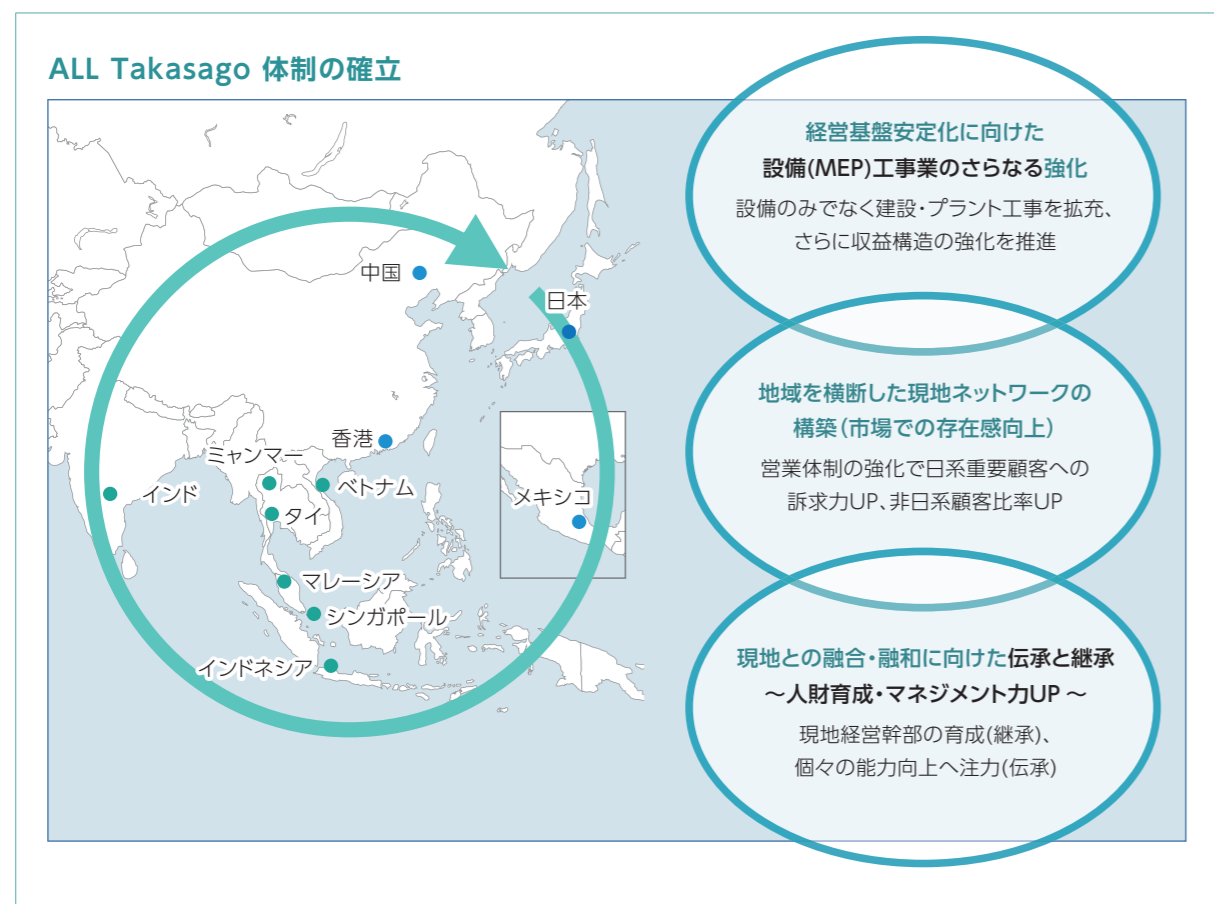 ALL Takasago 体制の確立
中国
日本
香港
ミャンマー
インド
ベトナム
タイ
メキシコ
マレーシア
シンガポール
インドネシア
経営基盤安定化に向けた
設備(MEP)工事業のさらなる強化
設備のみでなく建設・プラント工事を拡充、
さらに収益構造の強化を推進
地域を横断した現地ネットワークの
構築（市場での存在感向上）
営業体制の強化で日系重要顧客への
訴求力UP、非日系顧客比率UP
現地との融合・融和に向けた伝承と継承
～人財育成・マネジメント力UP ～
現地経営幹部の育成(継承)、
個々の能力向上へ注力(伝承)